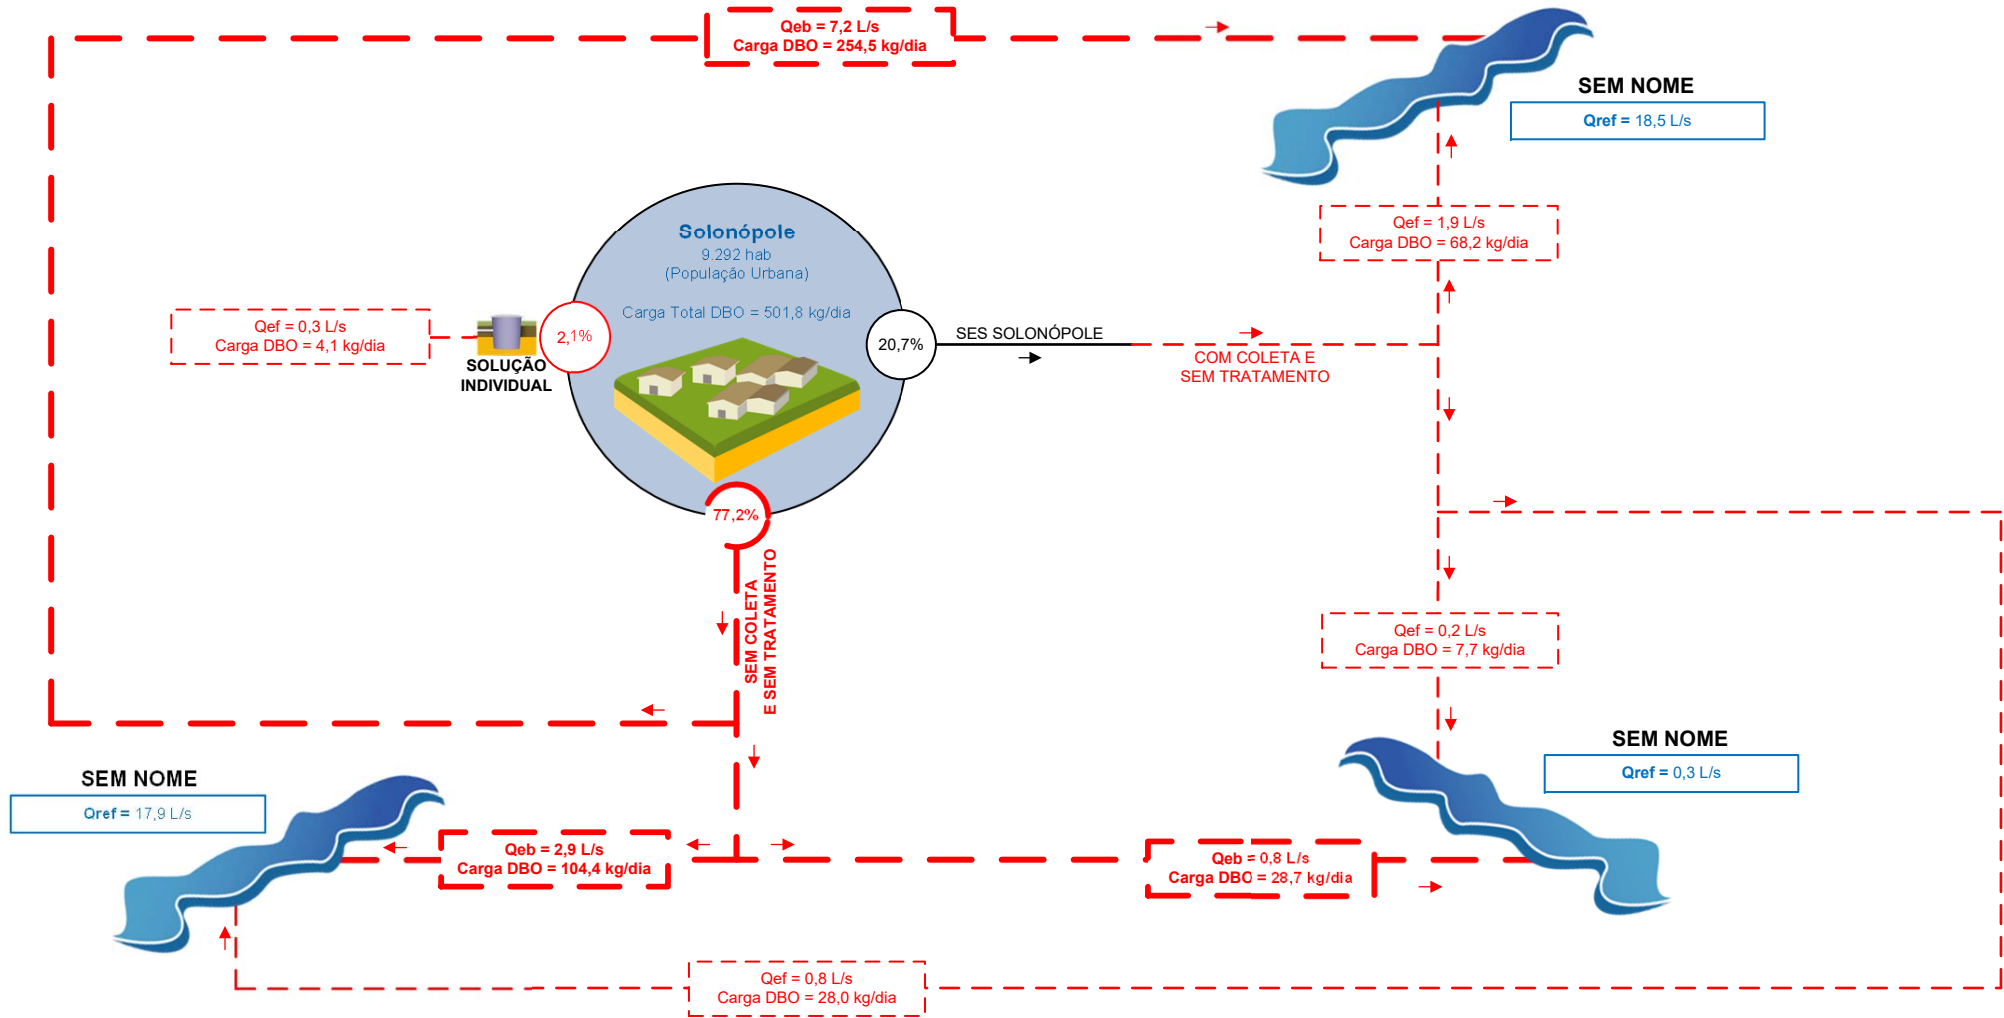 Qeb = 7,2 L/s
Carga DBO = 254,5 kg/dia
SEM NOME
Qref = 18,5 L/s
Qef = 1,9 L/s
Carga DBO = 68,2 kg/dia
Solonópole
9.292 hab
(População Urbana)
Carga Total DBO = 501,8 kg/dia
Qef = 0,3 L/s
Carga DBO = 4,1 kg/dia
2,1%
SOLUÇÃO
INDIVIDUAL
20,7%
SES SOLONÓPOLE
COM COLETA E
SEM TRATAMENTO
77,2%
SEM COLETA
E SEM TRATAMENTO
Qef = 0,2 L/s
Carga DBO = 7,7 kg/dia
SEM NOME
Qref = 0,3 L/s
SEM NOME
Qref = 17,9 L/s
Qeb = 2,9 L/s
Carga DBO = 104,4 kg/dia
Qeb = 0,8 L/s
Carga DBO = 28,7 kg/dia
Qef = 0,8 L/s
Carga DBO = 28,0 kg/dia